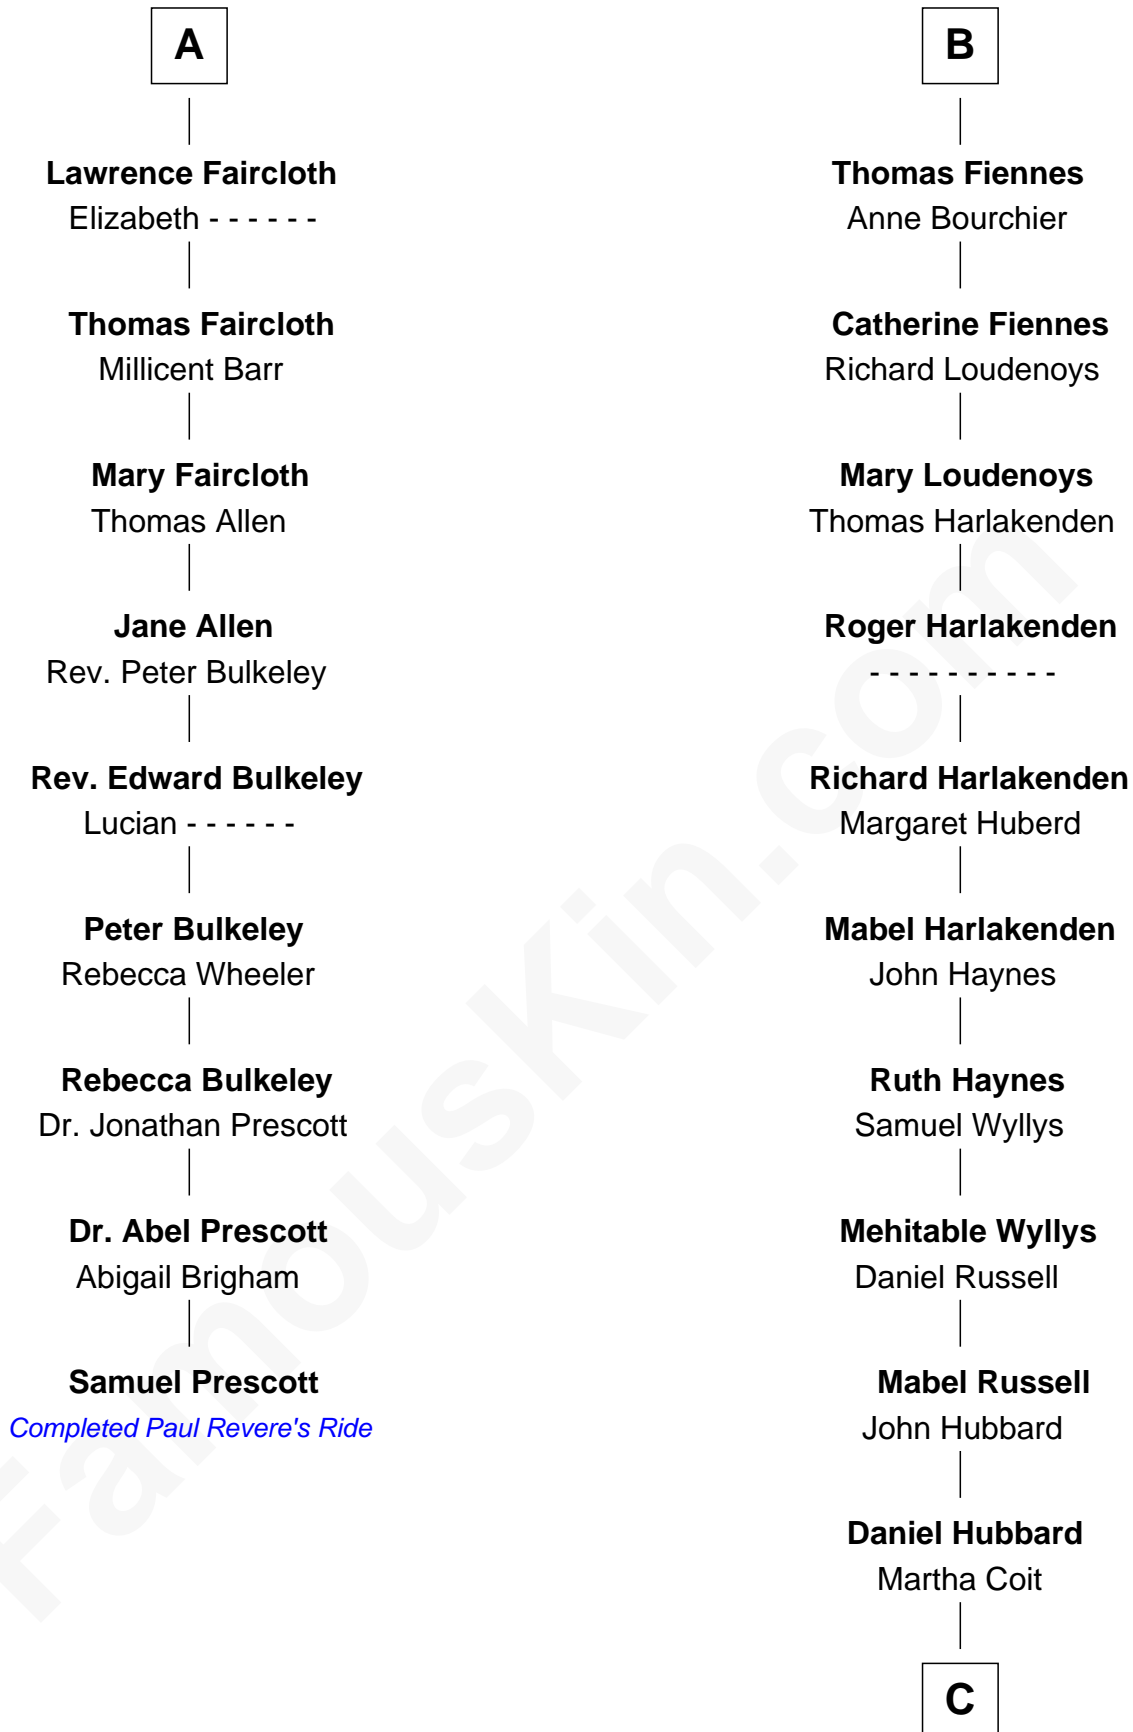 A
Lawrence Faircloth
Elizabeth - - - - - -
Thomas Faircloth
Millicent Barr
Mary Faircloth
Thomas Allen
Jane Allen
Rev. Peter Bulkeley
Rev. Edward Bulkeley
Lucian - - - - - -
Peter Bulkeley
Rebecca Wheeler
Rebecca Bulkeley
Dr. Jonathan Prescott
Dr. Abel Prescott
Abigail Brigham
Samuel Prescott
Completed Paul Revere's Ride
B
Thomas Fiennes
Anne Bourchier
Catherine Fiennes
Richard Loudenoys
Mary Loudenoys
Thomas Harlakenden
Roger Harlakenden
- - - - - - - - - -
Richard Harlakenden
Margaret Huberd
Mabel Harlakenden
John Haynes
Ruth Haynes
Samuel Wyllys
Mehitable Wyllys
Daniel Russell
Mabel Russell
John Hubbard
Daniel Hubbard
Martha Coit
C
FamousKin.com